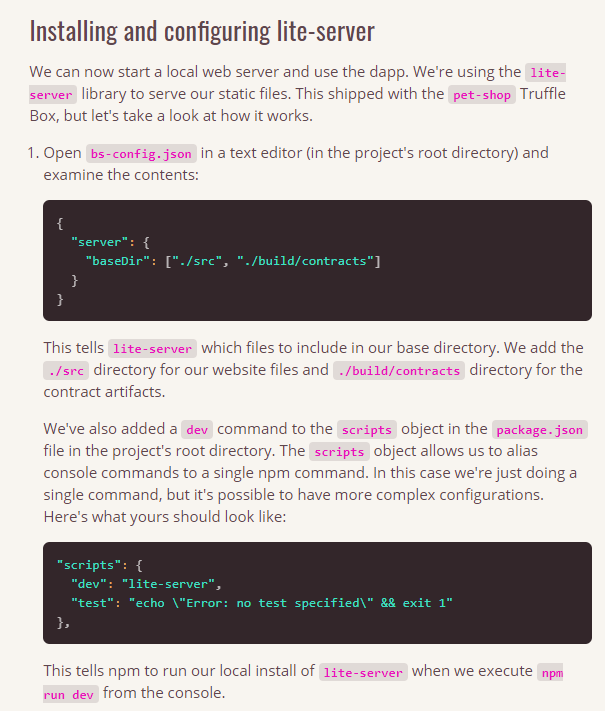 Installing and configuring lite-server
We can now start a local web server and use the dapp. We're using the lite-
server library to serve our static files. This shipped with the pet-shop Truffle
Box, but let's take a look at how it works.
1. Open bs-config.json in a text editor (in the project's root directory) and
examine the contents:
{
  "server": {
    "baseDir": ["./src", "./build/contracts"]
  }
}
This tells lite-server which files to include in our base directory. We add the
./src directory for our website files and ./build/contracts directory for the
contract artifacts.
We've also added a dev command to the scripts object in the package.json
file in the project's root directory. The scripts object allows us to alias
console commands to a single npm command. In this case we're just doing a
single command, but it's possible to have more complex configurations.
Here's what yours should look like:
"scripts": {
  "dev": "lite-server",
  "test": "echo \"Error: no test specified\" && exit 1"
},
This tells npm to run our local install of lite-server when we execute npm
run dev from the console.